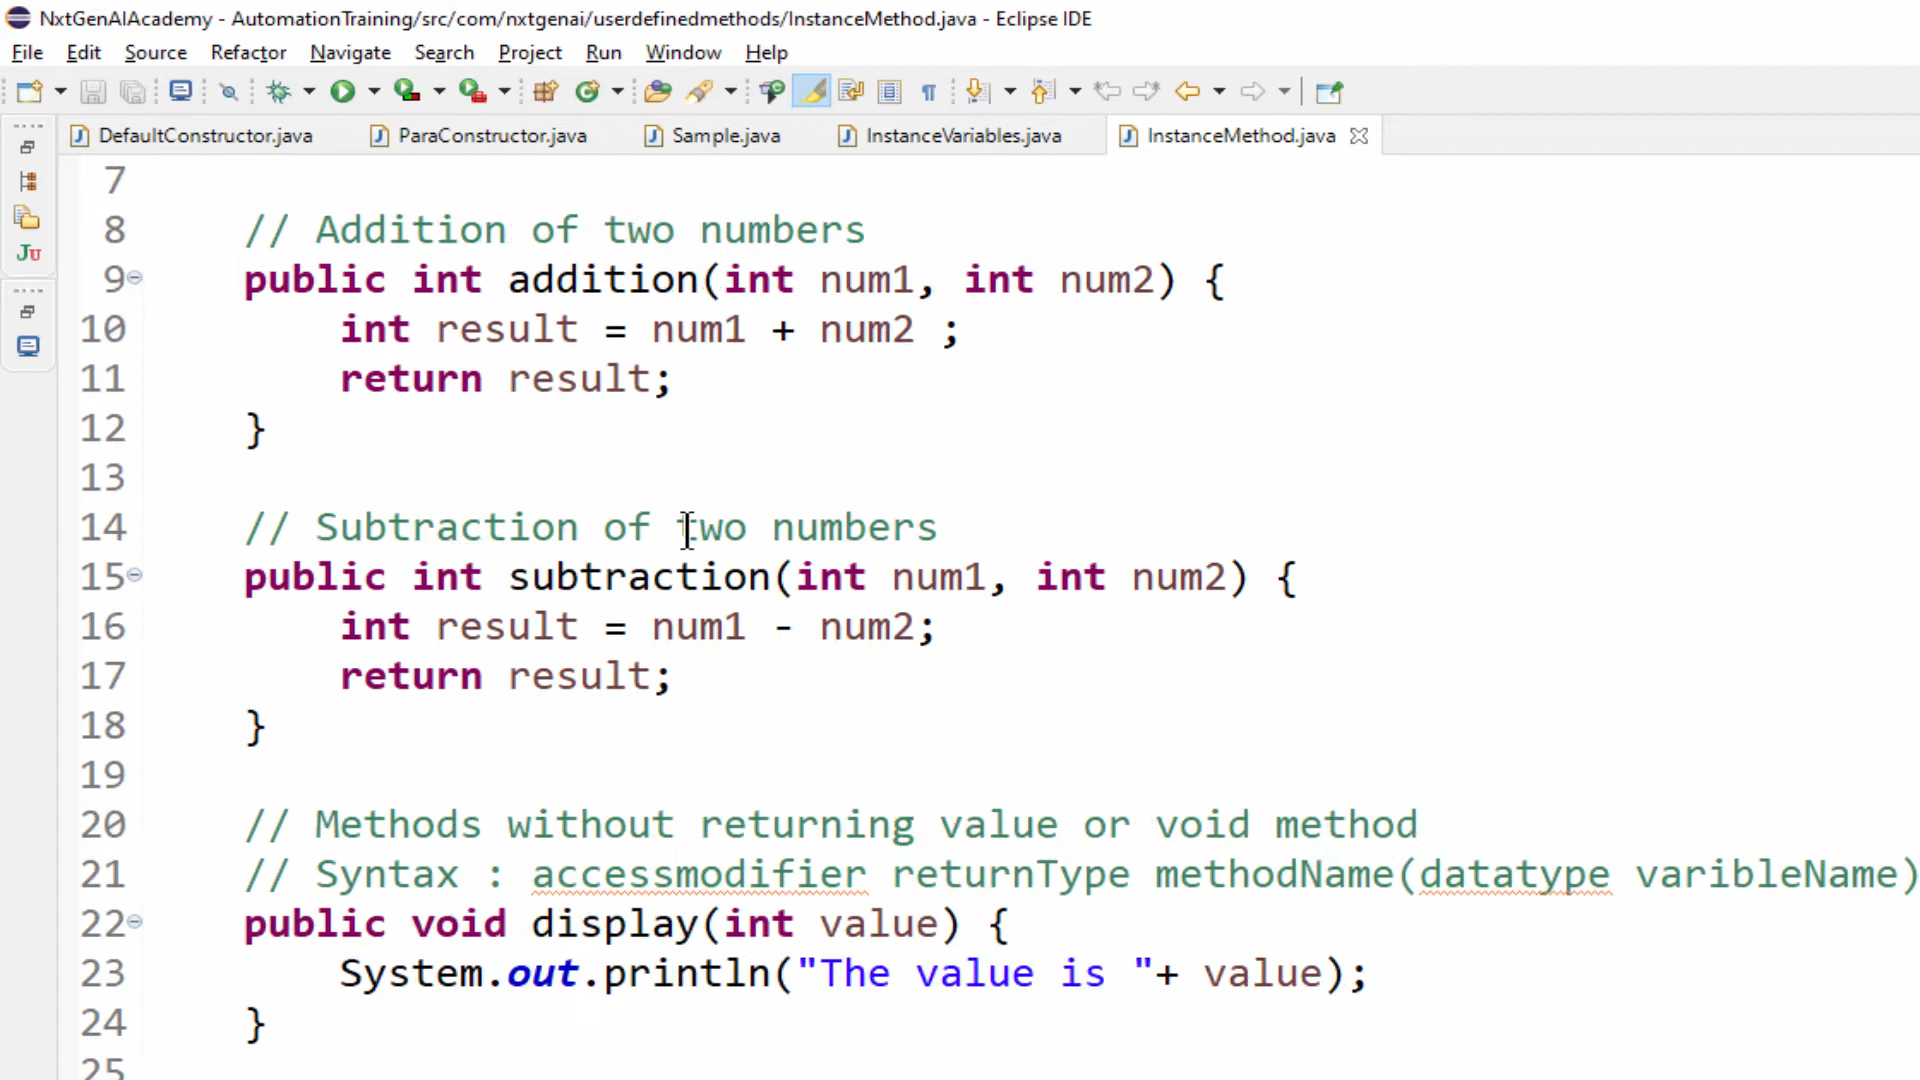 NxtGenAIAcademy - AutomationTraining/src/com/nxtgenai/userdefinedmethods/InstanceMethod.java - Eclipse IDE
File Edit Source Refactor Navigate Search Project Run Window Help
DefaultConstructor.java ParaConstructor.java Sample.java InstanceVariables.java InstanceMethod.java
7
8 // Addition of two numbers
9 public int addition(int num1, int num2) {
10 int result = num1 + num2 ;
11 return result;
12 }
13
14 // Subtraction of two numbers
15 public int subtraction(int num1, int num2) {
16 int result = num1 - num2;
17 return result;
18 }
19
20 // Methods without returning value or void method
21 // Syntax : accessmodifier returnType methodName(datatype varibleName)
22 public void display(int value) {
23 System.out.println("The value is "+ value);
24 }
25